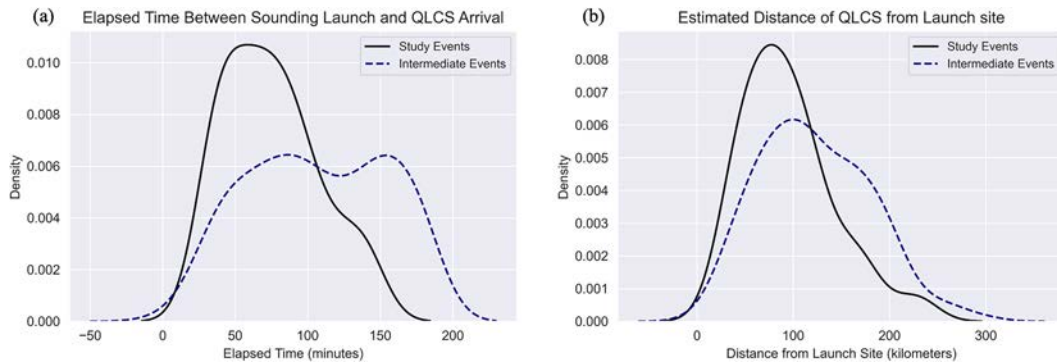 (a) Elapsed Time Between Sounding Launch and QLCS Arrival
Study Events
Intermediate Events
0.010
0.008
0.006
0.004
0.002
0.000
Density
-50 0 50 100 150 200
Elapsed Time (minutes)
(b) Estimated Distance of QLCS from Launch site
Study Events
Intermediate Events
0.008
0.007
0.006
0.005
0.004
0.003
0.002
0.001
0.000
Density
0 100 200 300
Distance from Launch Site (kilometers)